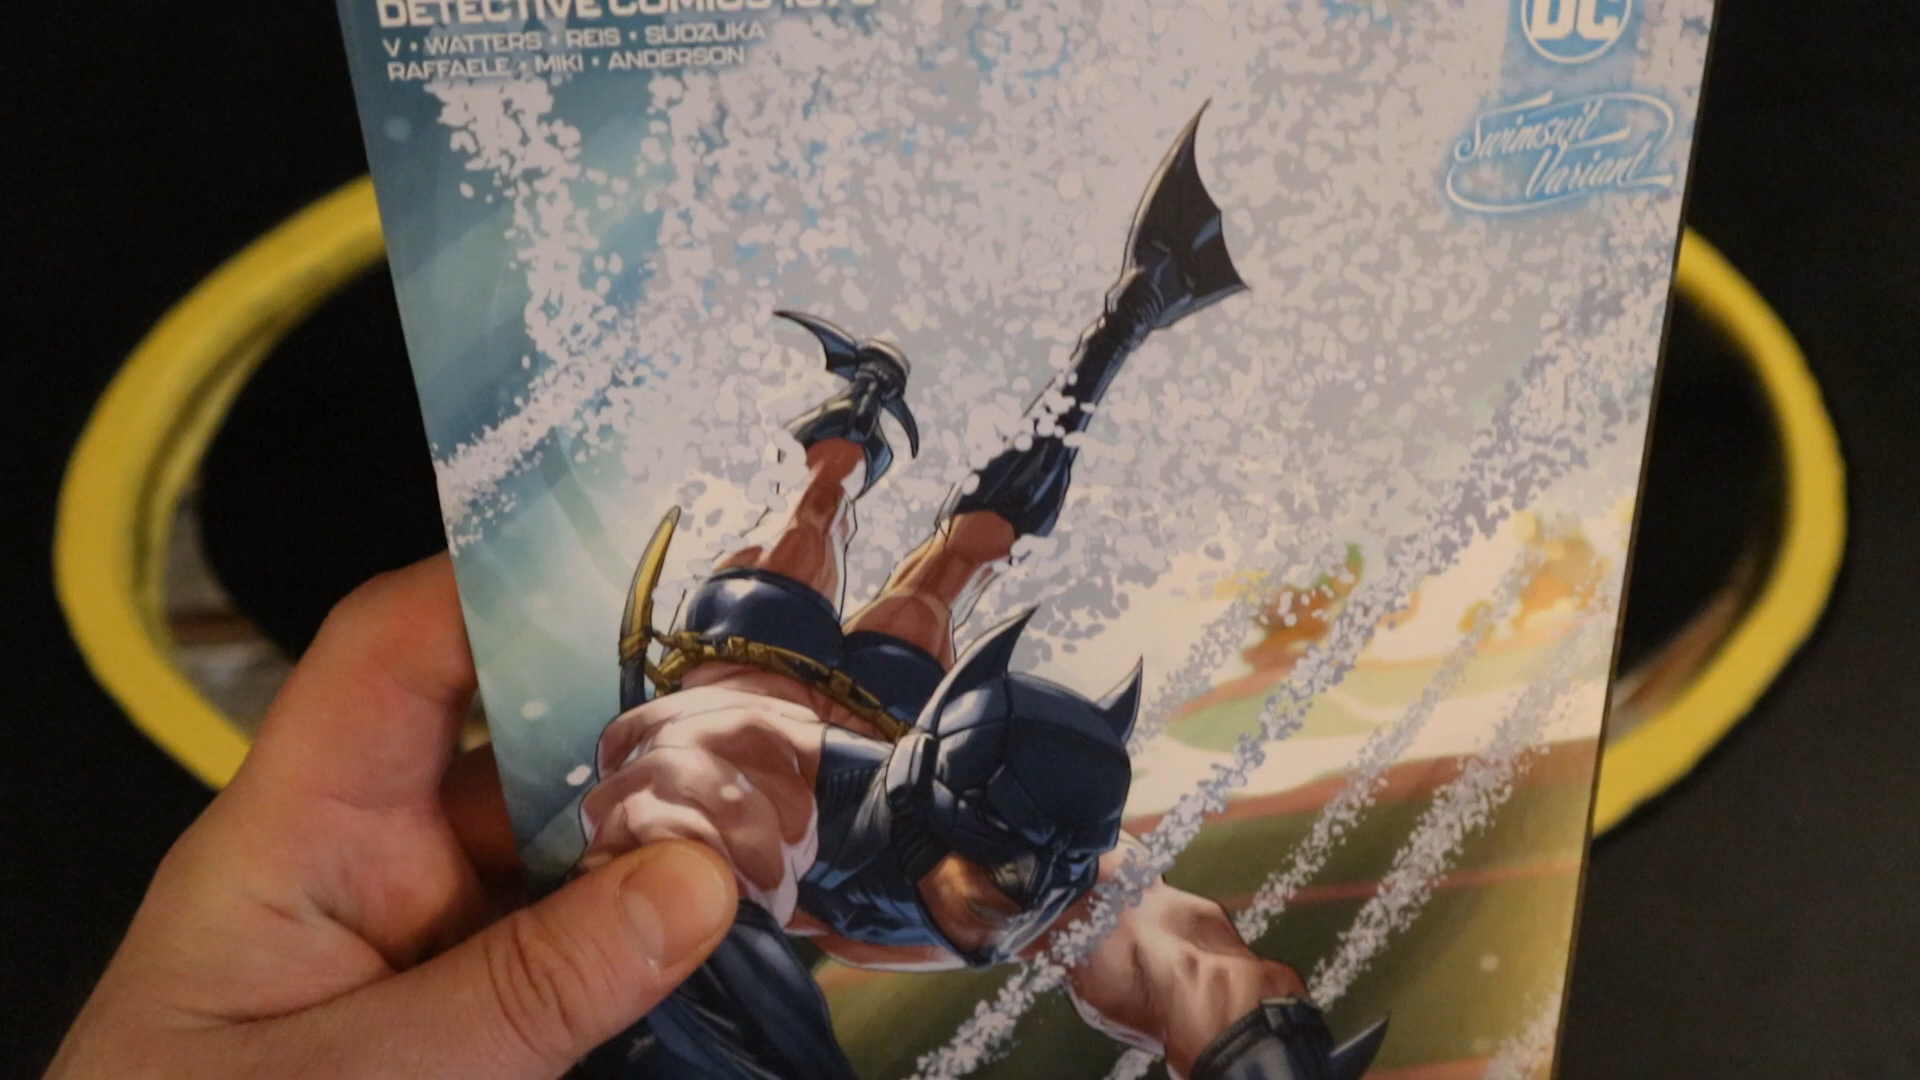 DETECTIVE COMICS
V • WATTERS • REIS • SUDZUKA
RAFFAELE • MIKI • ANDERSON
DC
Swimsuit
Variant